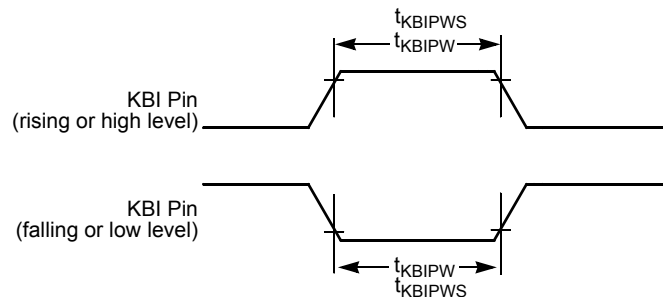 tKBIPWS
tKBIPW
KBI Pin
(rising or high level)
KBI Pin
(falling or low level)
tKBIPW
tKBIPWS